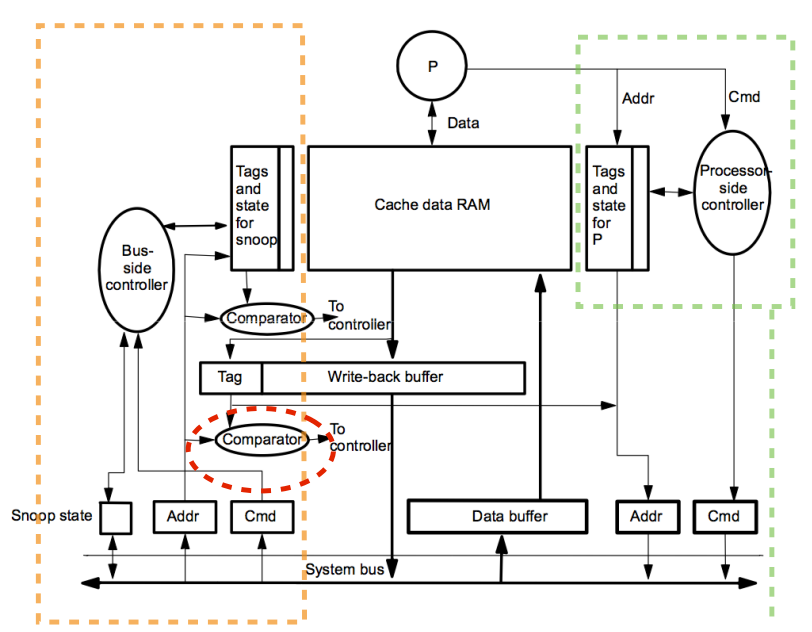 P
Addr
Cmd
Data
Tags
and
state
for
snoop
Cache data RAM
Tags
and
state
for
P
Processor-
side
controller
Bus-
side
controller
Comparator
To
controller
Tag
Write-back buffer
Comparator
To
controller
Snoop state
Addr
Cmd
Data buffer
Addr
Cmd
System bus